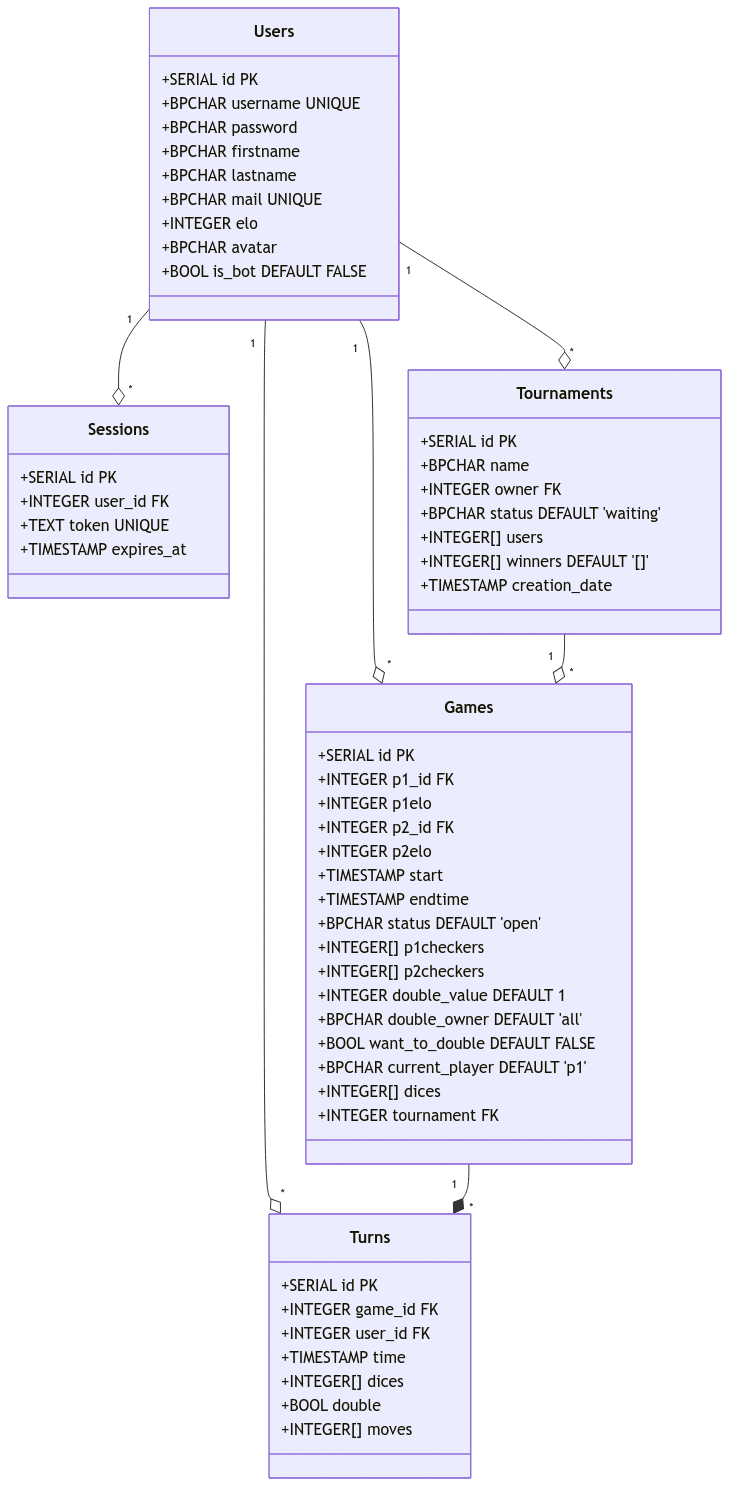 Users
+SERIAL id PK
+BPCHAR username UNIQUE
+BPCHAR password
+BPCHAR firstname
+BPCHAR lastname
+BPCHAR mail UNIQUE
+INTEGER elo
+BPCHAR avatar
+BOOL is_bot DEFAULT FALSE
1
1
1
1
*
*
Sessions
+SERIAL id PK
+INTEGER user_id FK
+TEXT token UNIQUE
+TIMESTAMP expires_at
Tournaments
+SERIAL id PK
+BPCHAR name
+INTEGER owner FK
+BPCHAR status DEFAULT 'waiting'
+INTEGER[] users
+INTEGER[] winners DEFAULT '[]'
+TIMESTAMP creation_date
1
*
*
Games
+SERIAL id PK
+INTEGER p1_id FK
+INTEGER p1elo
+INTEGER p2_id FK
+INTEGER p2elo
+TIMESTAMP start
+TIMESTAMP endtime
+BPCHAR status DEFAULT 'open'
+INTEGER[] p1checkers
+INTEGER[] p2checkers
+INTEGER double_value DEFAULT 1
+BPCHAR double_owner DEFAULT 'all'
+BOOL want_to_double DEFAULT FALSE
+BPCHAR current_player DEFAULT 'p1'
+INTEGER[] dices
+INTEGER tournament FK
1
*
*
Turns
+SERIAL id PK
+INTEGER game_id FK
+INTEGER user_id FK
+TIMESTAMP time
+INTEGER[] dices
+BOOL double
+INTEGER[] moves